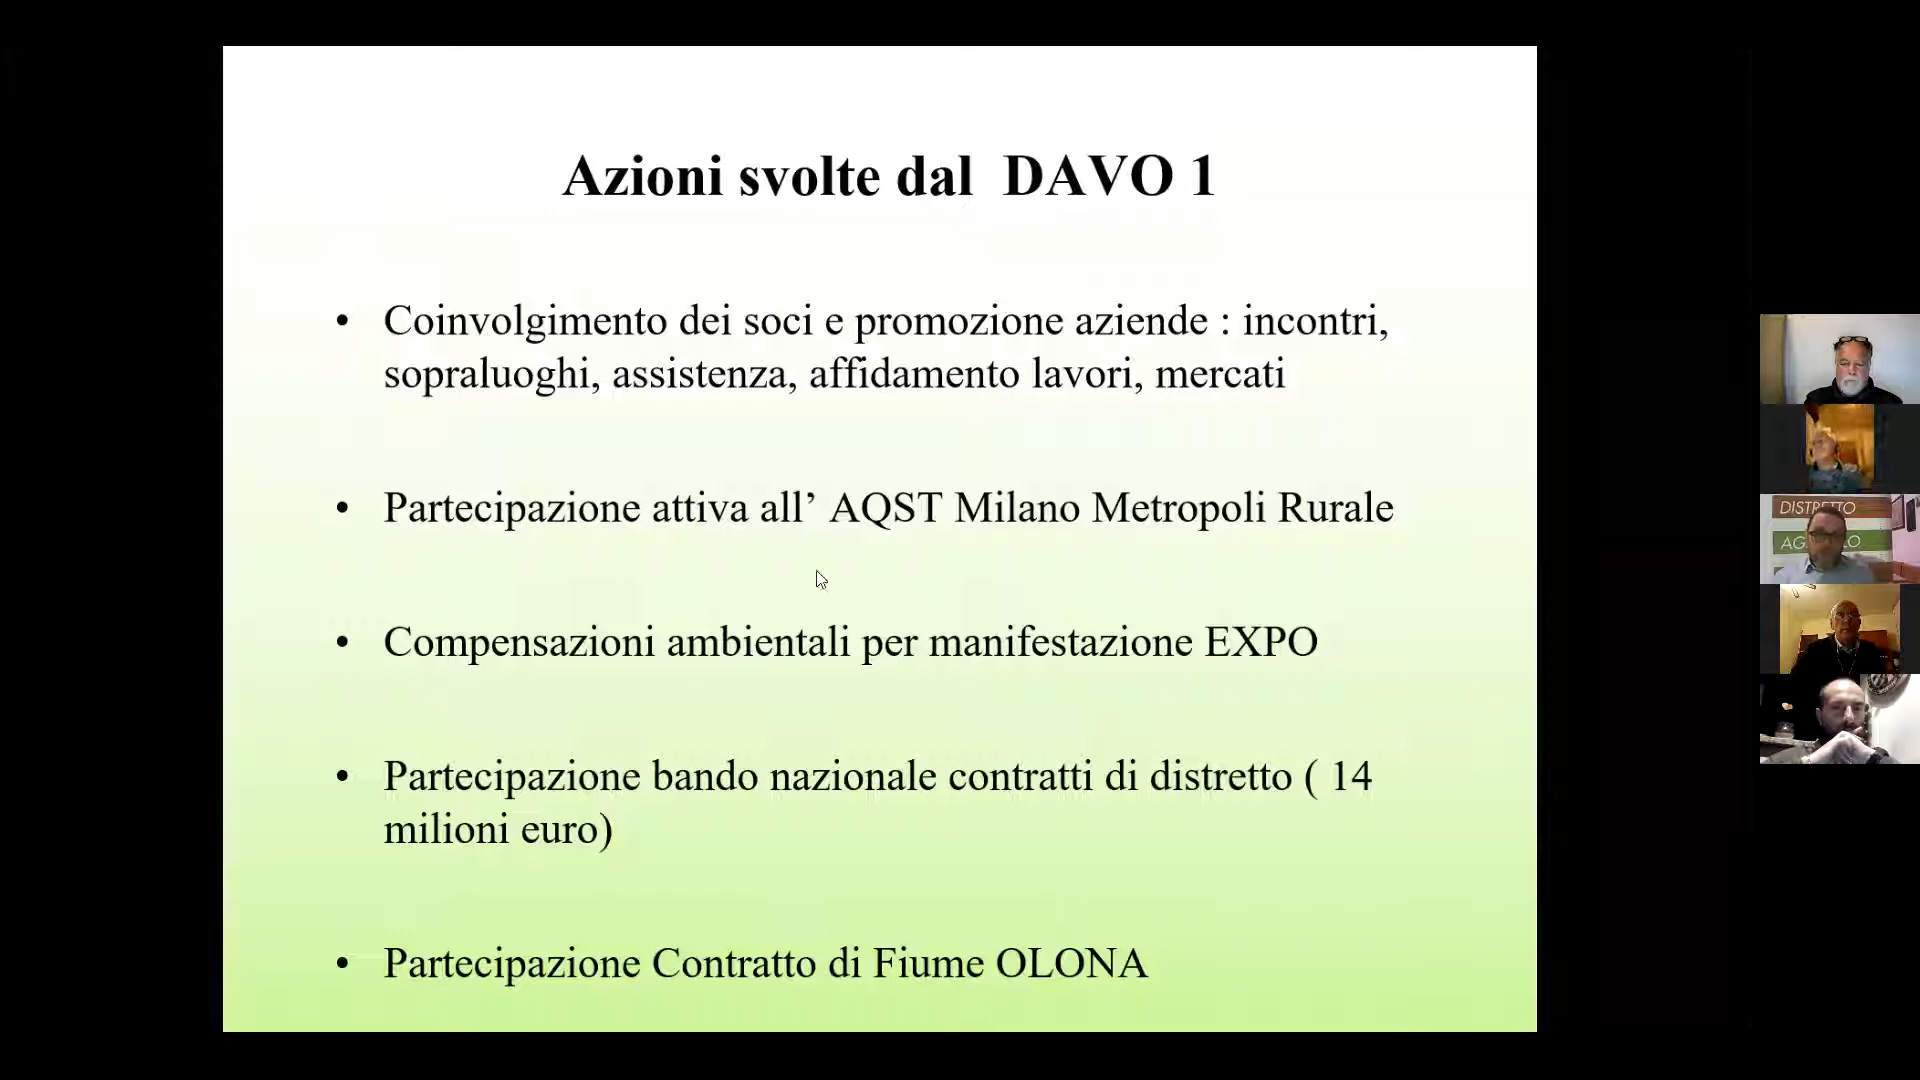 Azioni svolte dal  DAVO 1
• Coinvolgimento dei soci e promozione aziende : incontri,
sopraluoghi, assistenza, affidamento lavori, mercati
• Partecipazione attiva all’ AQST Milano Metropoli Rurale
• Compensazioni ambientali per manifestazione EXPO
• Partecipazione bando nazionale contratti di distretto ( 14
milioni euro)
• Partecipazione Contratto di Fiume OLONA